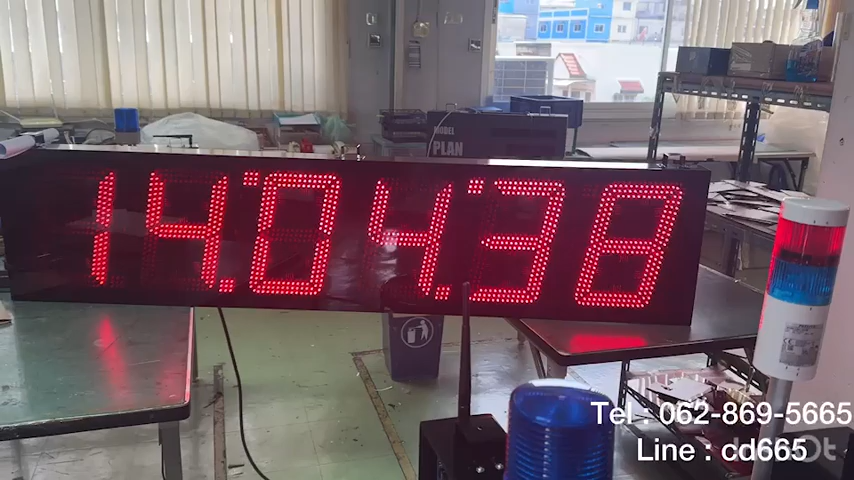 MODEL
PLAN
14:04:38
Tel : 062-869-5665
Line : cd665